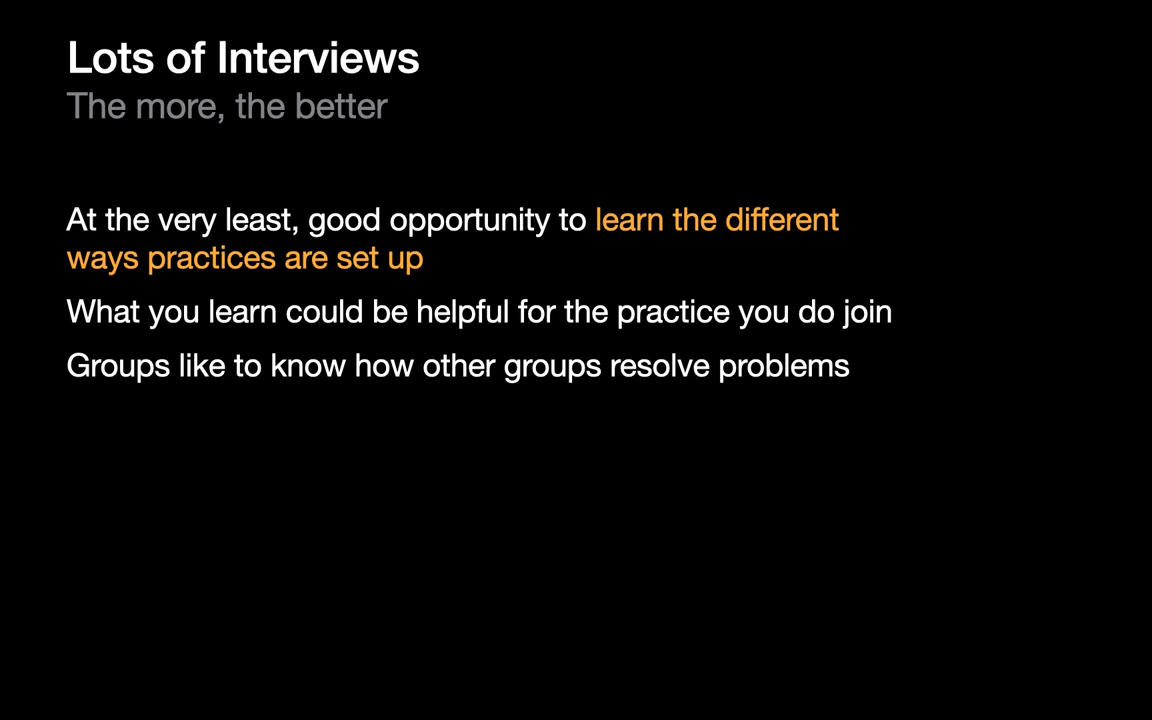 Lots of Interviews
The more, the better
At the very least, good opportunity to learn the different
ways practices are set up
What you learn could be helpful for the practice you do join
Groups like to know how other groups resolve problems